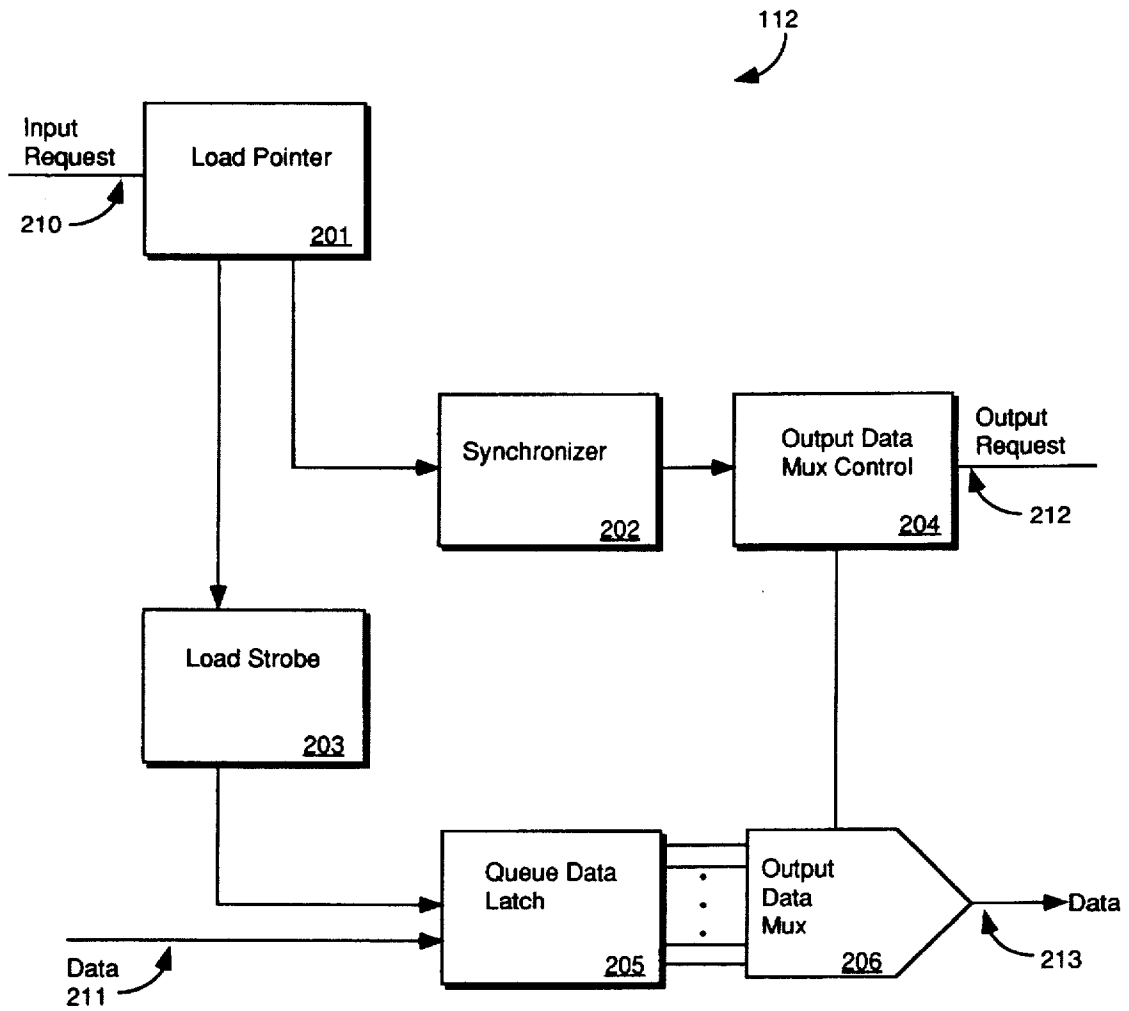 112
Input
Request
210
Load Pointer
201
Synchronizer
202
Output Data
Mux Control
204
Output
Request
212
Load Strobe
203
Queue Data
Latch
205
Output
Data
Mux
206
Data
213
Data
211